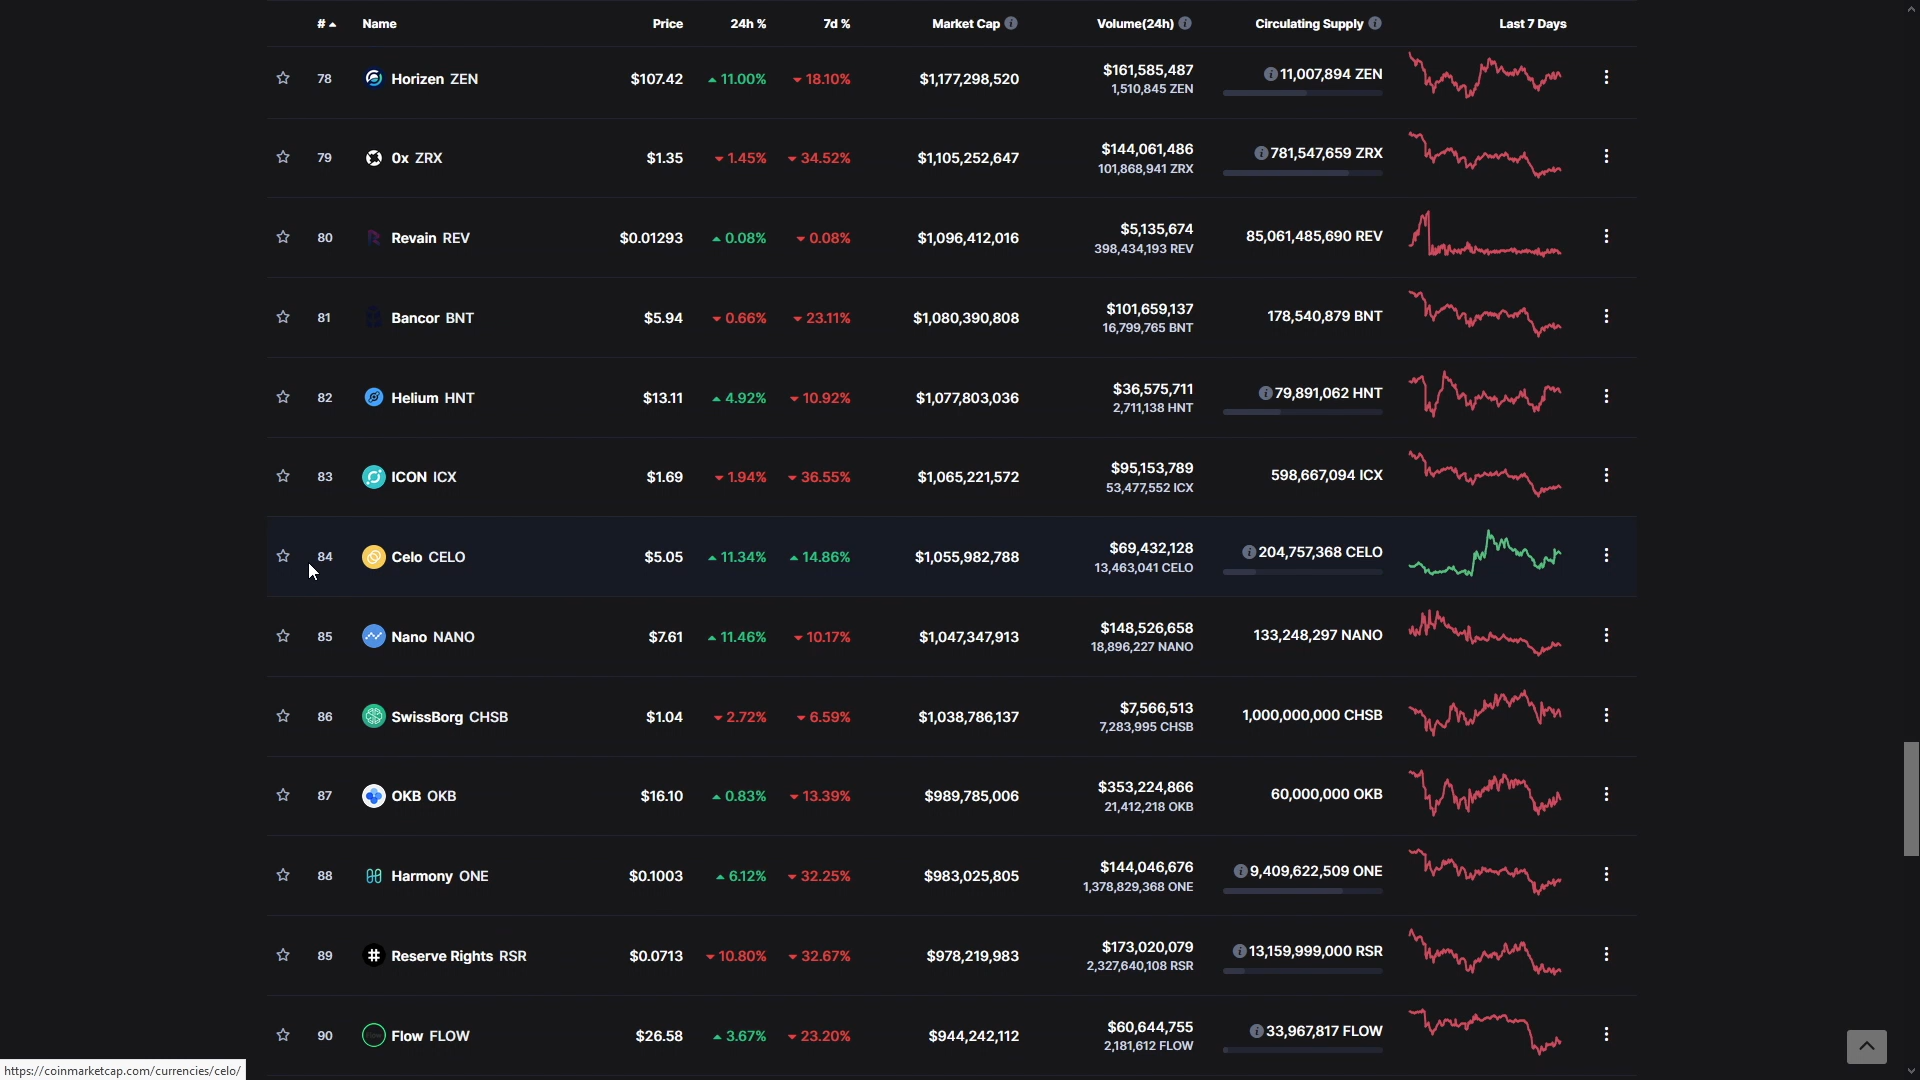 # Name Price 24h % 7d % Market Cap Volume(24h) Circulating Supply Last 7 Days
78 Horizen ZEN $107.42 11.00% 18.10% $1,177,298,520 $161,585,487 11,007,894 ZEN
1,510,845 ZEN
79 0x ZRX $1.35 1.45% 34.52% $1,105,252,647 $144,061,486 781,547,659 ZRX
101,868,941 ZRX
80 Revain REV $0.01293 0.08% 0.08% $1,096,412,016 $5,135,674 85,061,485,690 REV
398,434,193 REV
81 Bancor BNT $5.94 0.66% 23.11% $1,080,390,808 $101,659,137 178,540,879 BNT
16,799,765 BNT
82 Helium HNT $13.11 4.92% 10.92% $1,077,803,036 $36,575,711 79,891,062 HNT
2,711,138 HNT
83 ICON ICX $1.69 1.94% 36.55% $1,065,221,572 $95,153,789 598,667,094 ICX
53,477,552 ICX
84 Celo CELO $5.05 11.34% 14.86% $1,055,982,788 $69,432,128 204,757,368 CELO
13,463,041 CELO
85 Nano NANO $7.61 11.46% 10.17% $1,047,347,913 $148,526,658 133,248,297 NANO
18,896,227 NANO
86 SwissBorg CHSB $1.04 2.72% 6.59% $1,038,786,137 $7,566,513 1,000,000,000 CHSB
7,283,995 CHSB
87 OKB OKB $16.10 0.83% 13.39% $989,785,006 $353,224,866 60,000,000 OKB
21,412,218 OKB
88 Harmony ONE $0.1003 6.12% 32.25% $983,025,805 $144,046,676 9,409,622,509 ONE
1,378,829,368 ONE
89 Reserve Rights RSR $0.0713 10.80% 32.67% $978,219,983 $173,020,079 13,159,999,000 RSR
2,327,640,108 RSR
90 Flow FLOW $26.58 3.67% 23.20% $944,242,112 $60,644,755 33,967,817 FLOW
2,181,612 FLOW
https://coinmarketcap.com/currencies/celo/